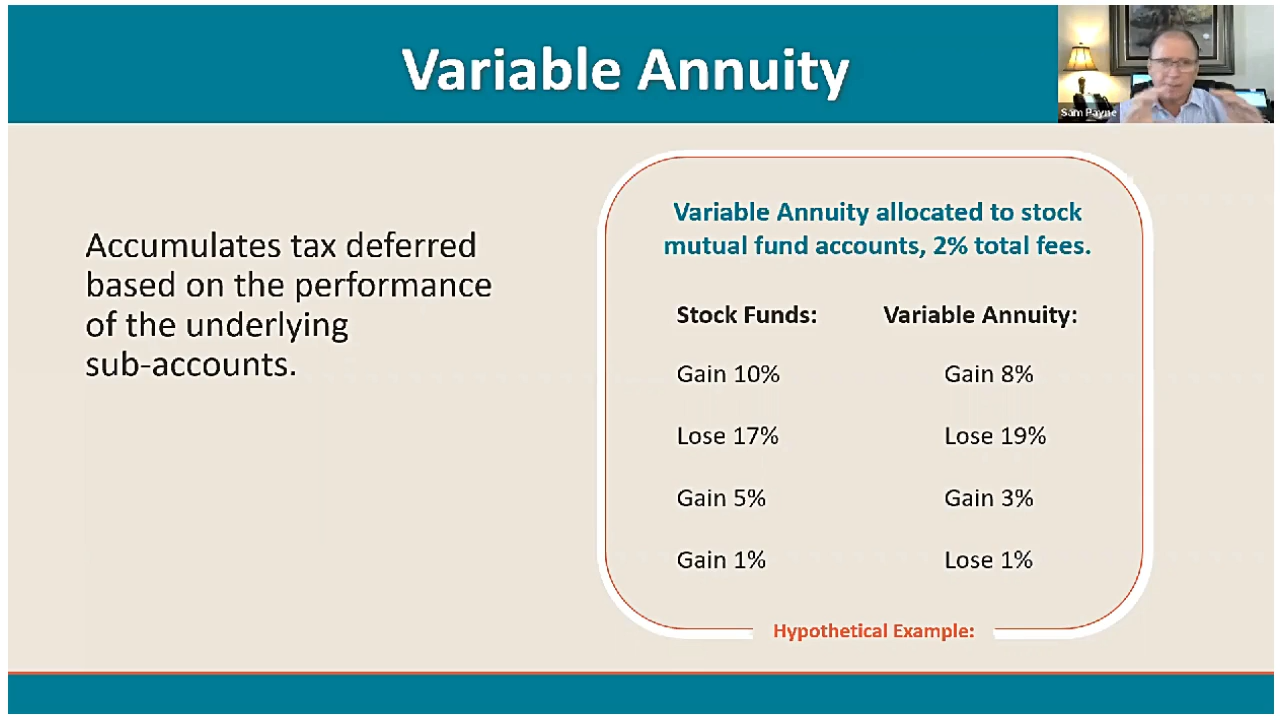 Variable Annuity
Sam Payne
Accumulates tax deferred
based on the performance
of the underlying
sub-accounts.
Variable Annuity allocated to stock
mutual fund accounts, 2% total fees.
Stock Funds: Variable Annuity:
Gain 10% Gain 8%
Lose 17% Lose 19%
Gain 5% Gain 3%
Gain 1% Lose 1%
Hypothetical Example: